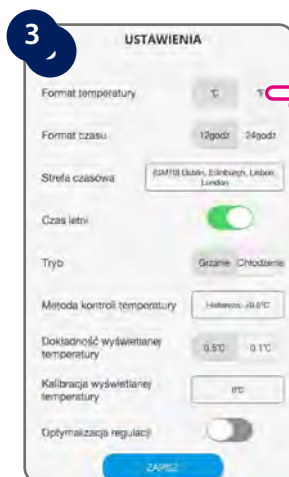 3
USTAWIENIA
Format temperatury °C °F
Format czasu 12godz 24godz
Strefa czasowa (GMT0) Dublin, Edinburgh, Lisbon, London
Czas letni
Tryb Grzanie Chłodzenie
Metoda kontroli temperatury ±0.5°C
Dokładność wyświetlanej
temperatury 0.5°C 0.1°C
Kalibracja wyświetlanej
temperatury 0°C
Optymalizacja regulacji
ZAPISZ